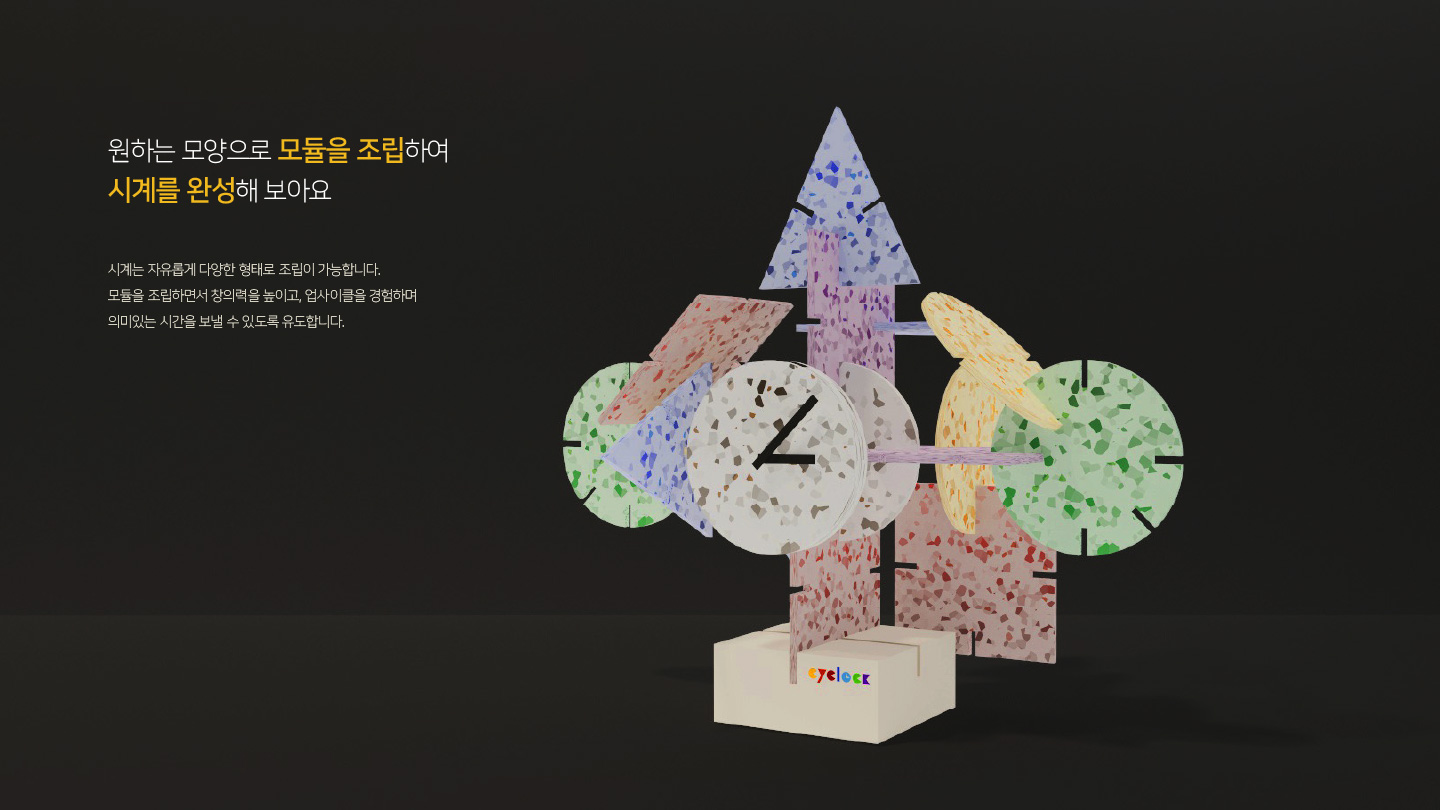 원하는 모양으로 모듈을 조립하여
시계를 완성해 보아요
시계는 자유롭게 다양한 형태로 조립이 가능합니다.
모듈을 조립하면서 창의력을 높이고, 업사이클을 경험하며
의미있는 시간을 보낼 수 있도록 유도합니다.
cyclock